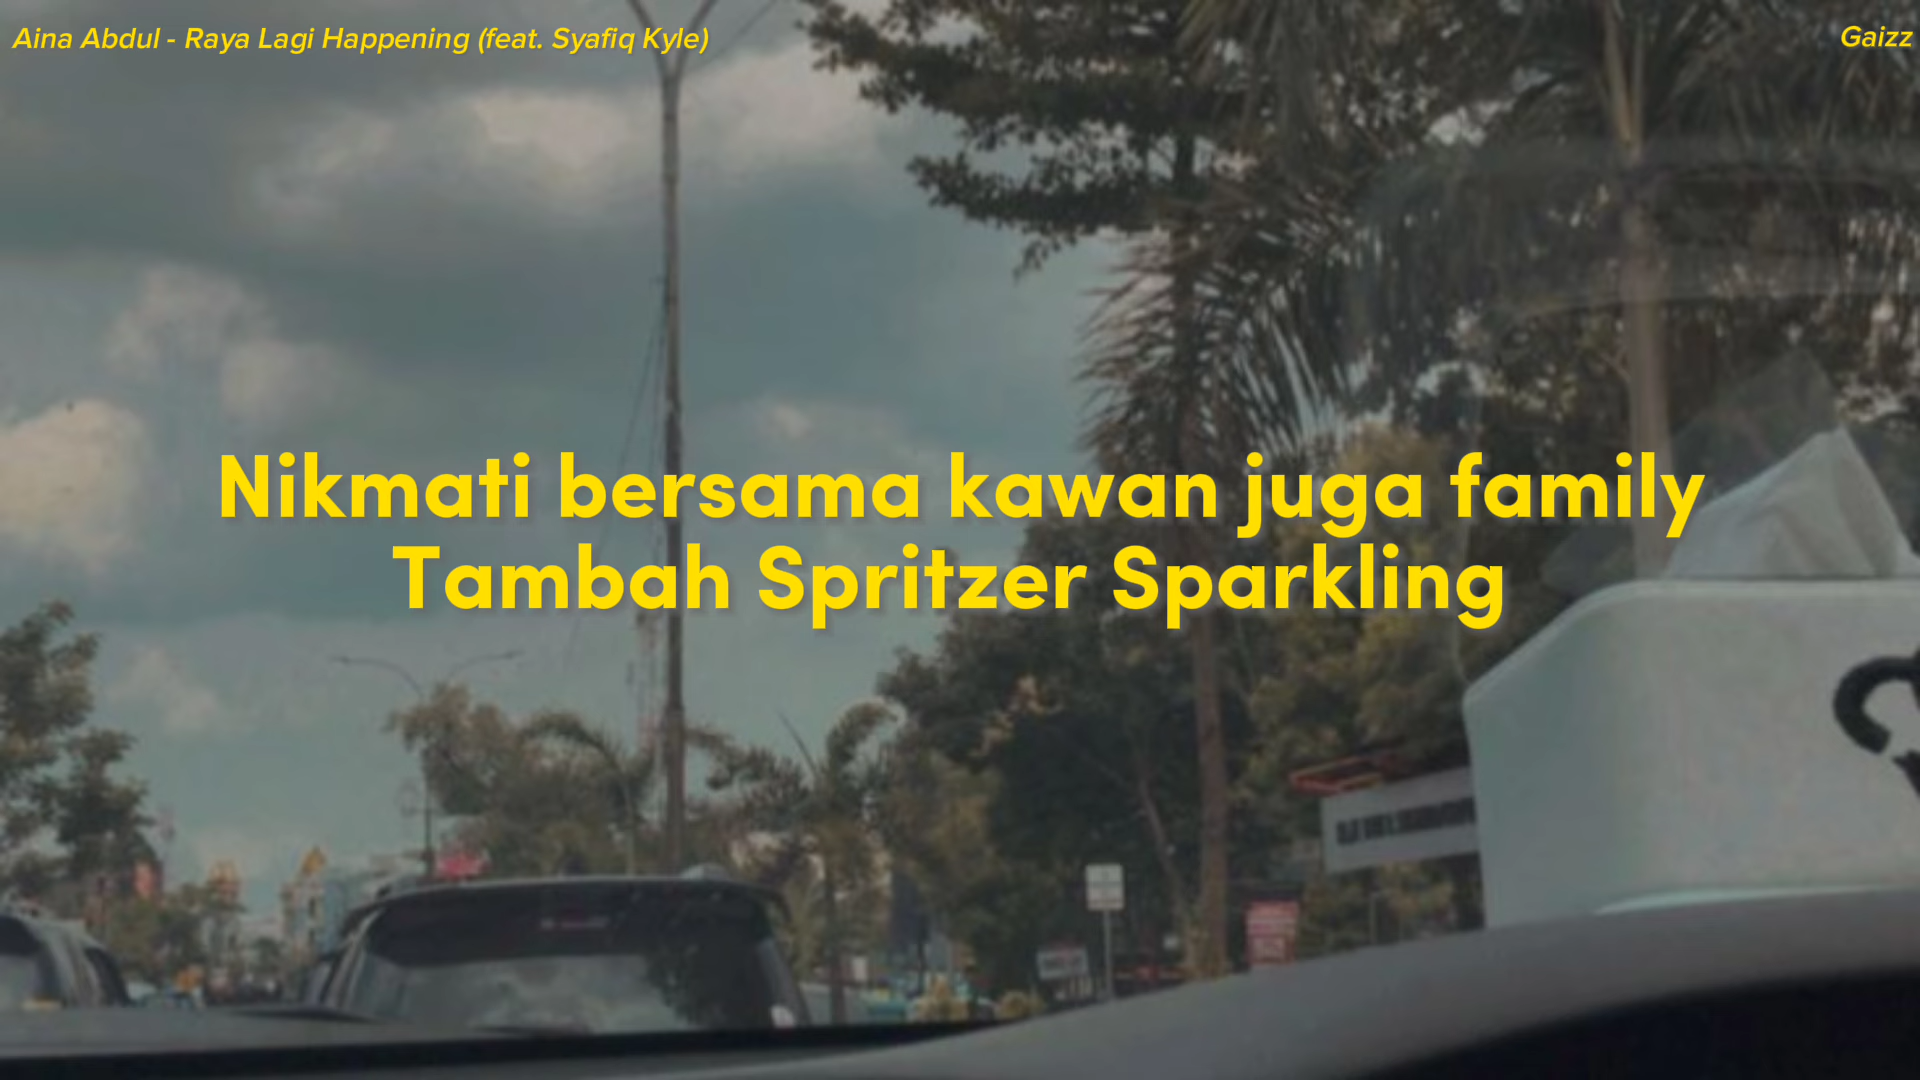 Aina Abdul - Raya Lagi Happening (feat. Syafiq Kyle)
Gaizz
Nikmati bersama kawan juga family
Tambah Spritzer Sparkling